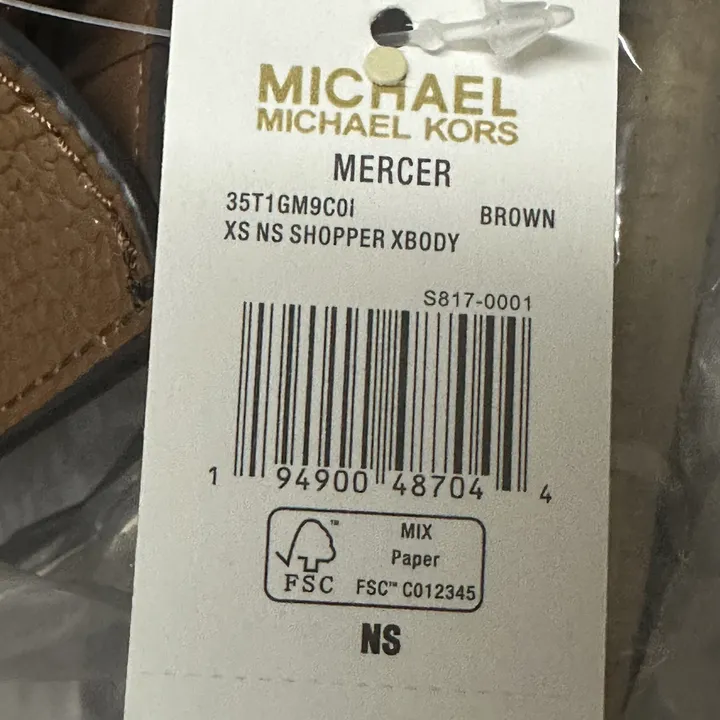 MICHAEL
MICHAEL KORS
MERCER
35T1GM9C0I BROWN
XS NS SHOPPER XBODY
S817-0001
1 94900 48704 4
FSC™
MIX
Paper
FSC™ C012345
NS